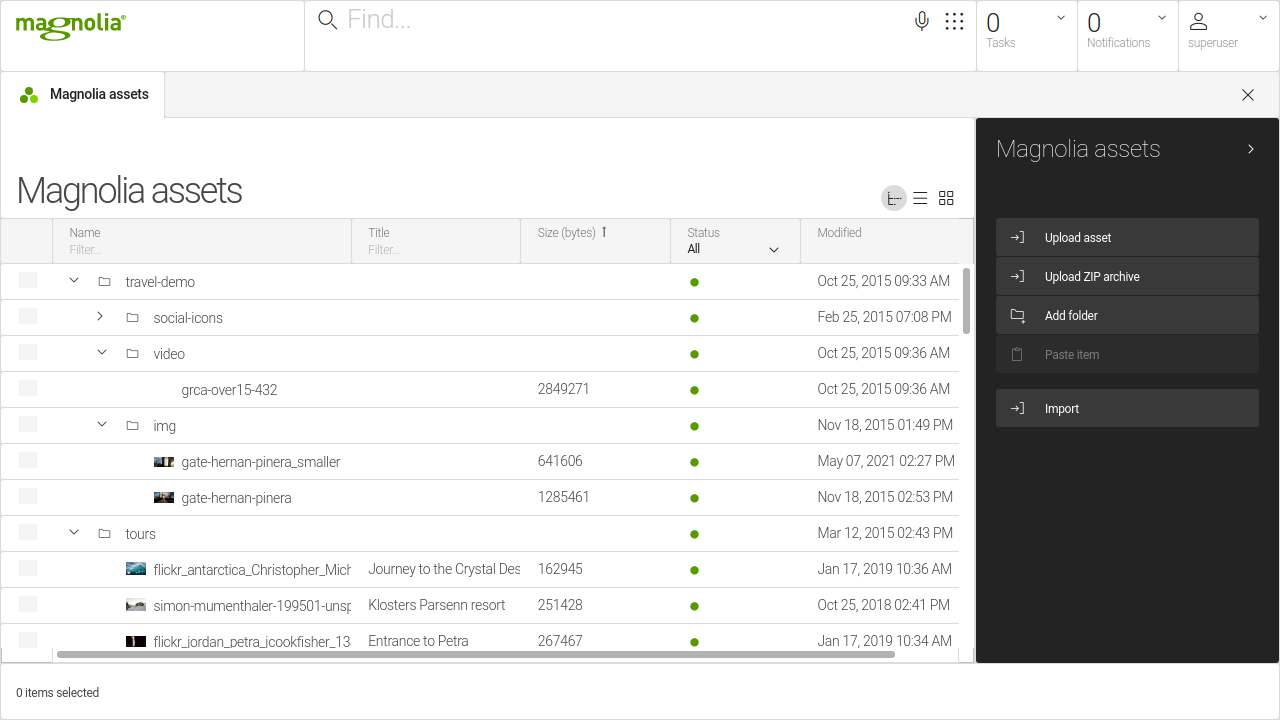 magnolia®
Find...
0
Tasks
0
Notifications
superuser
Magnolia assets
Magnolia assets
Name
Filter...
Title
Filter...
Size (bytes)
Status
All
Modified
travel-demo Oct 25, 2015 09:33 AM
social-icons Feb 25, 2015 07:08 PM
video Oct 25, 2015 09:36 AM
grca-over15-432 2849271 Oct 25, 2015 09:36 AM
img Nov 18, 2015 01:49 PM
gate-hernan-pinera_smaller 641606 May 07, 2021 02:27 PM
gate-hernan-pinera 1285461 Nov 18, 2015 02:53 PM
tours Mar 12, 2015 02:43 PM
flickr_antarctica_Christopher_Mich Journey to the Crystal Des 162945 Jan 17, 2019 10:36 AM
simon-mumenthaler-199501-unsp Klosters Parsenn resort 251428 Oct 25, 2018 02:41 PM
flickr_jordan_petra_jcookfisher_13 Entrance to Petra 267467 Jan 17, 2019 10:34 AM
0 items selected
Magnolia assets
Upload asset
Upload ZIP archive
Add folder
Paste item
Import